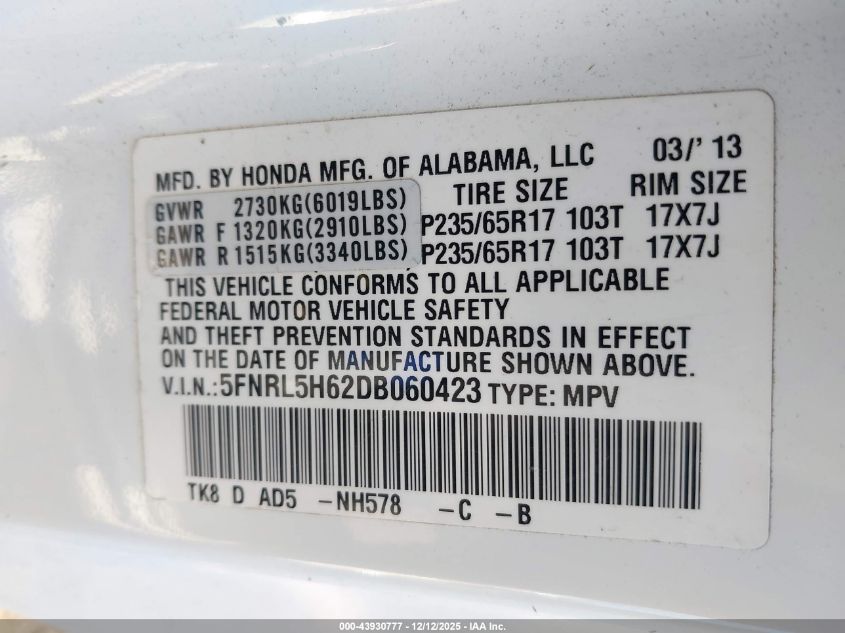 MFD. BY HONDA MFG. OF ALABAMA, LLC 03/' 13
GVWR 2730KG(6019LBS) TIRE SIZE RIM SIZE
GAWR F 1320KG(2910LBS) P235/65R17 103T 17X7J
GAWR R 1515KG(3340LBS) P235/65R17 103T 17X7J
THIS VEHICLE CONFORMS TO ALL APPLICABLE
FEDERAL MOTOR VEHICLE SAFETY
AND THEFT PREVENTION STANDARDS IN EFFECT
ON THE DATE OF MANUFACTURE SHOWN ABOVE.
V.I.N.:5FNRL5H62DB060423 TYPE: MPV
TK8 D AD5 -NH578 -C -B
000-43930777 - 12/12/2025 - IAA Inc.